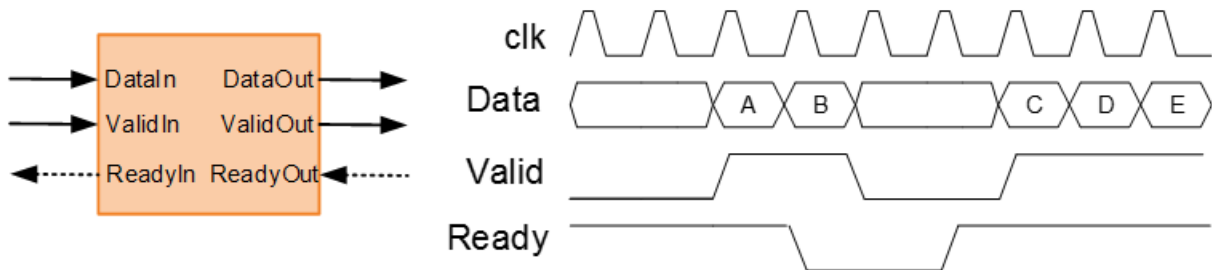 DataIn DataOut
ValidIn ValidOut
ReadyIn ReadyOut
clk
Data A B C D E
Valid
Ready